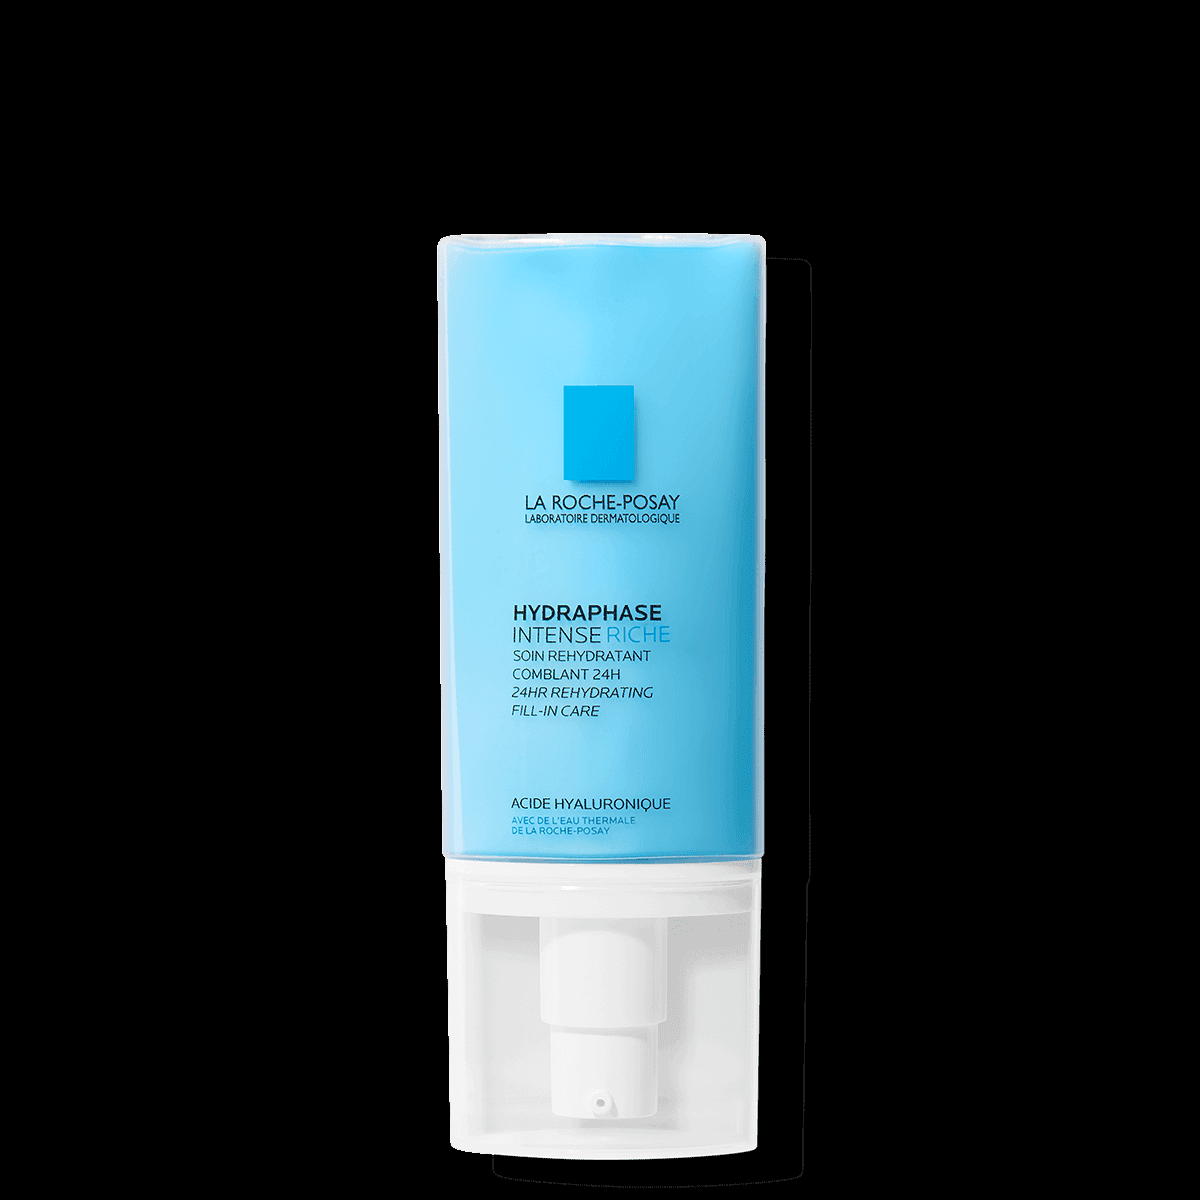 LA ROCHE-POSAY
LABORATOIRE DERMATOLOGIQUE
HYDRAPHASE
INTENSE RICHE
SOIN REHYDRATANT
COMBLANT 24H
24HR REHYDRATING
FILL-IN CARE
ACIDE HYALURONIQUE
AVEC DE L'EAU THERMALE
DE LA ROCHE-POSAY